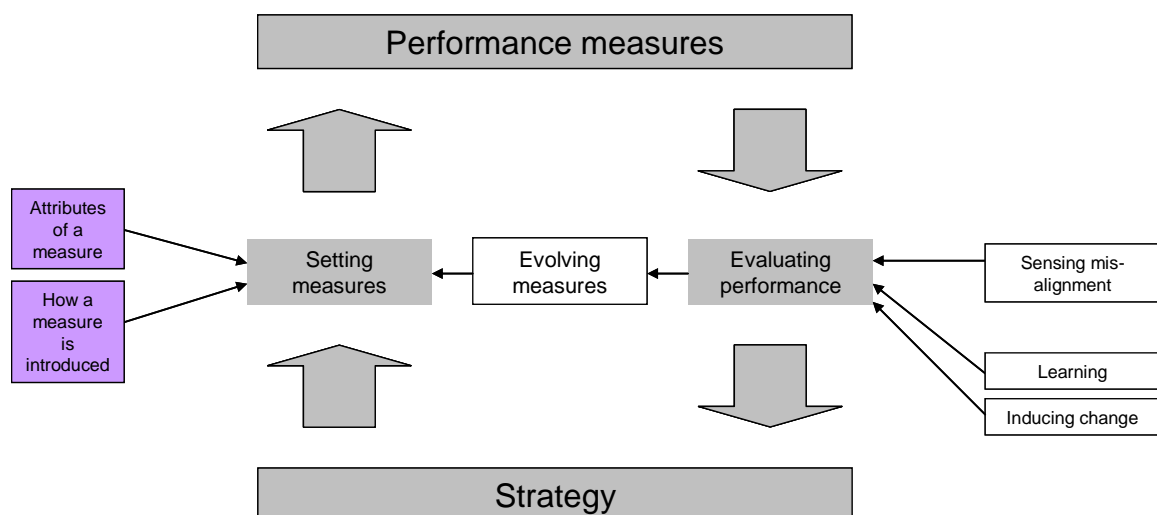 Performance measures
Attributes
of a
measure
How a
measure
is
introduced
Setting
measures
Evolving
measures
Evaluating
performance
Sensing mis-
alignment
Learning
Inducing change
Strategy